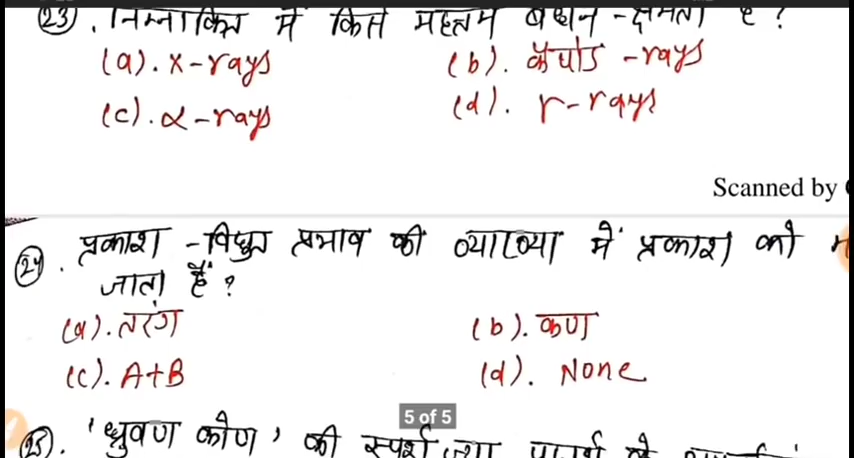 (23). निम्नांकित में किसे महत्तम बेधन-क्षमता है?
(a). x-rays (b). कैथोड -rays
(c). α-rays (d). r-rays
Scanned by
(24). प्रकाश -विधुत प्रभाव की व्याख्या में प्रकाश को
जाता है?
(a). तरंग (b). कण
(c). A+B (d). None
5 of 5
(25). 'ध्रुवण कोण' की स्पर्श ज्या